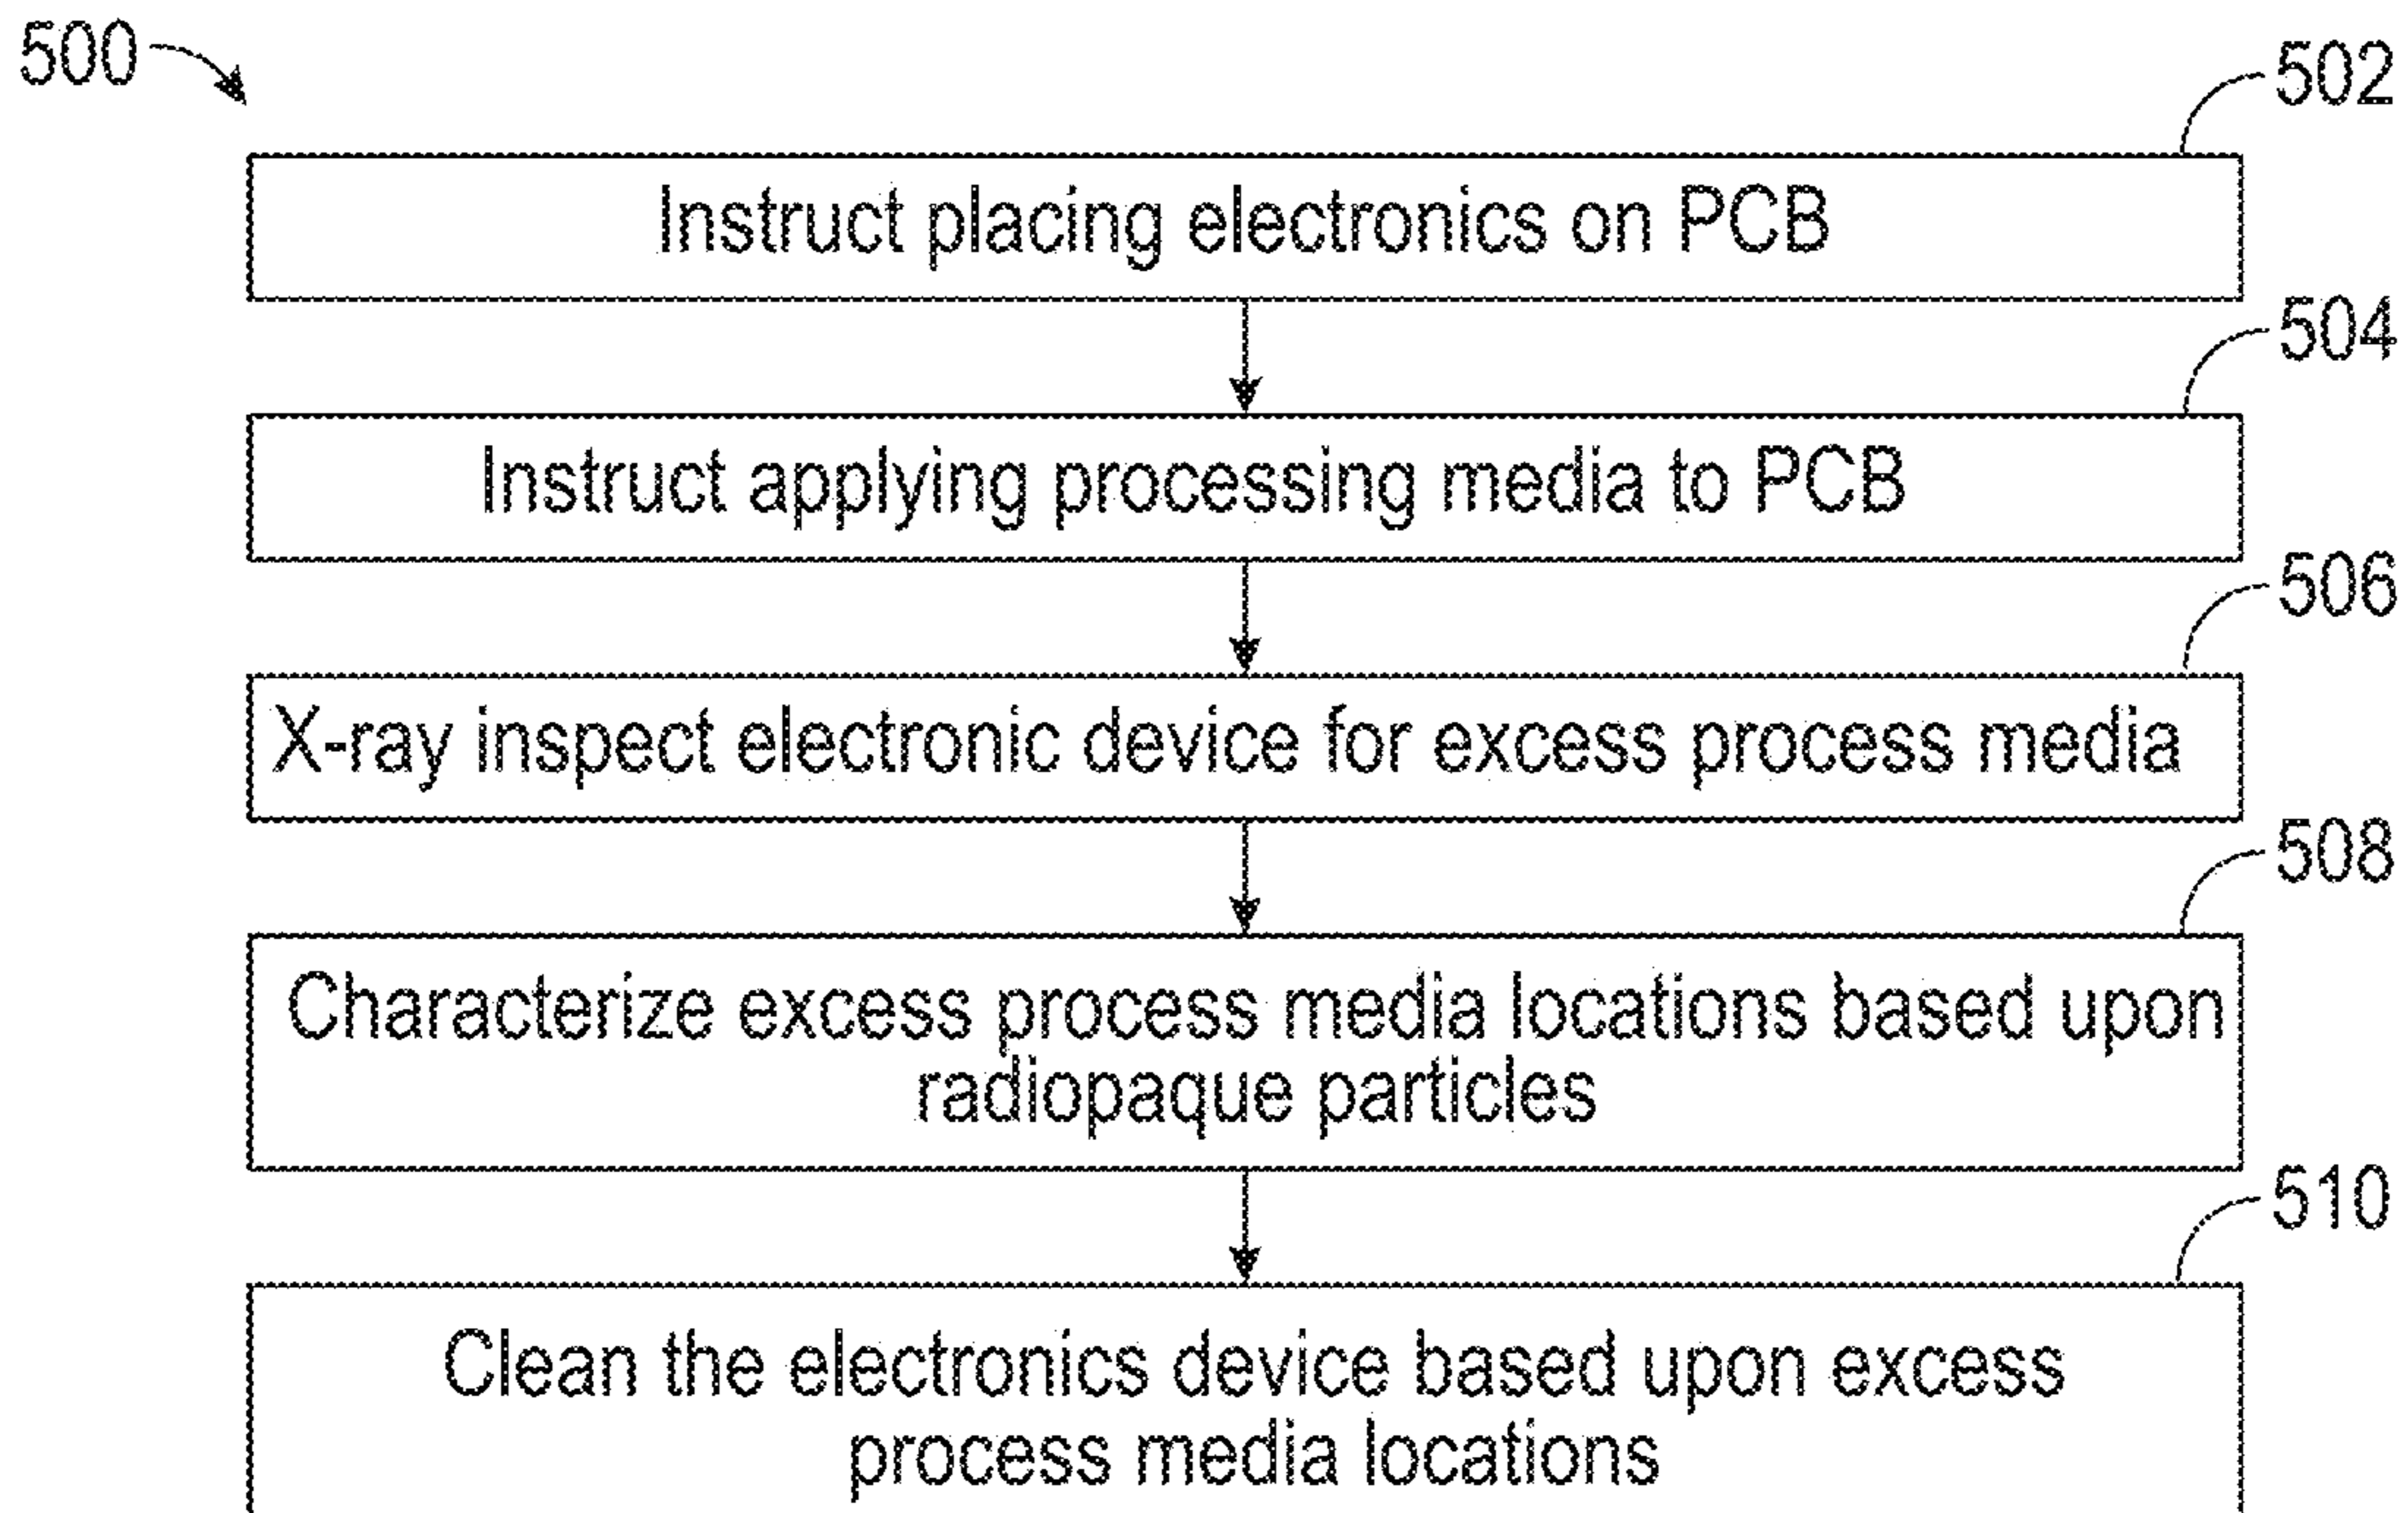 500
502
Instruct placing electronics on PCB
504
Instruct applying processing media to PCB
506
X-ray inspect electronic device for excess process media
508
Characterize excess process media locations based upon
radiopaque particles
510
Clean the electronics device based upon excess
process media locations